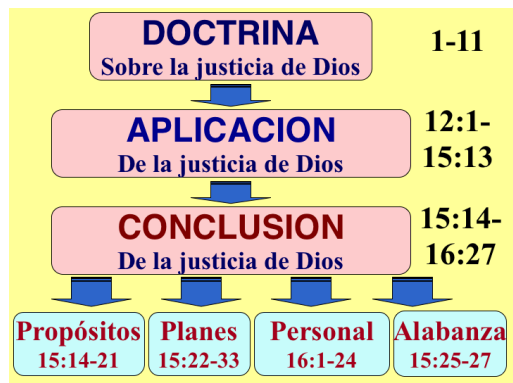 DOCTRINA
Sobre la justicia de Dios
1-11
APLICACION
De la justicia de Dios
12:1-
15:13
CONCLUSION
De la justicia de Dios
15:14-
16:27
Propósitos
15:14-21
Planes
15:22-33
Personal
16:1-24
Alabanza
15:25-27